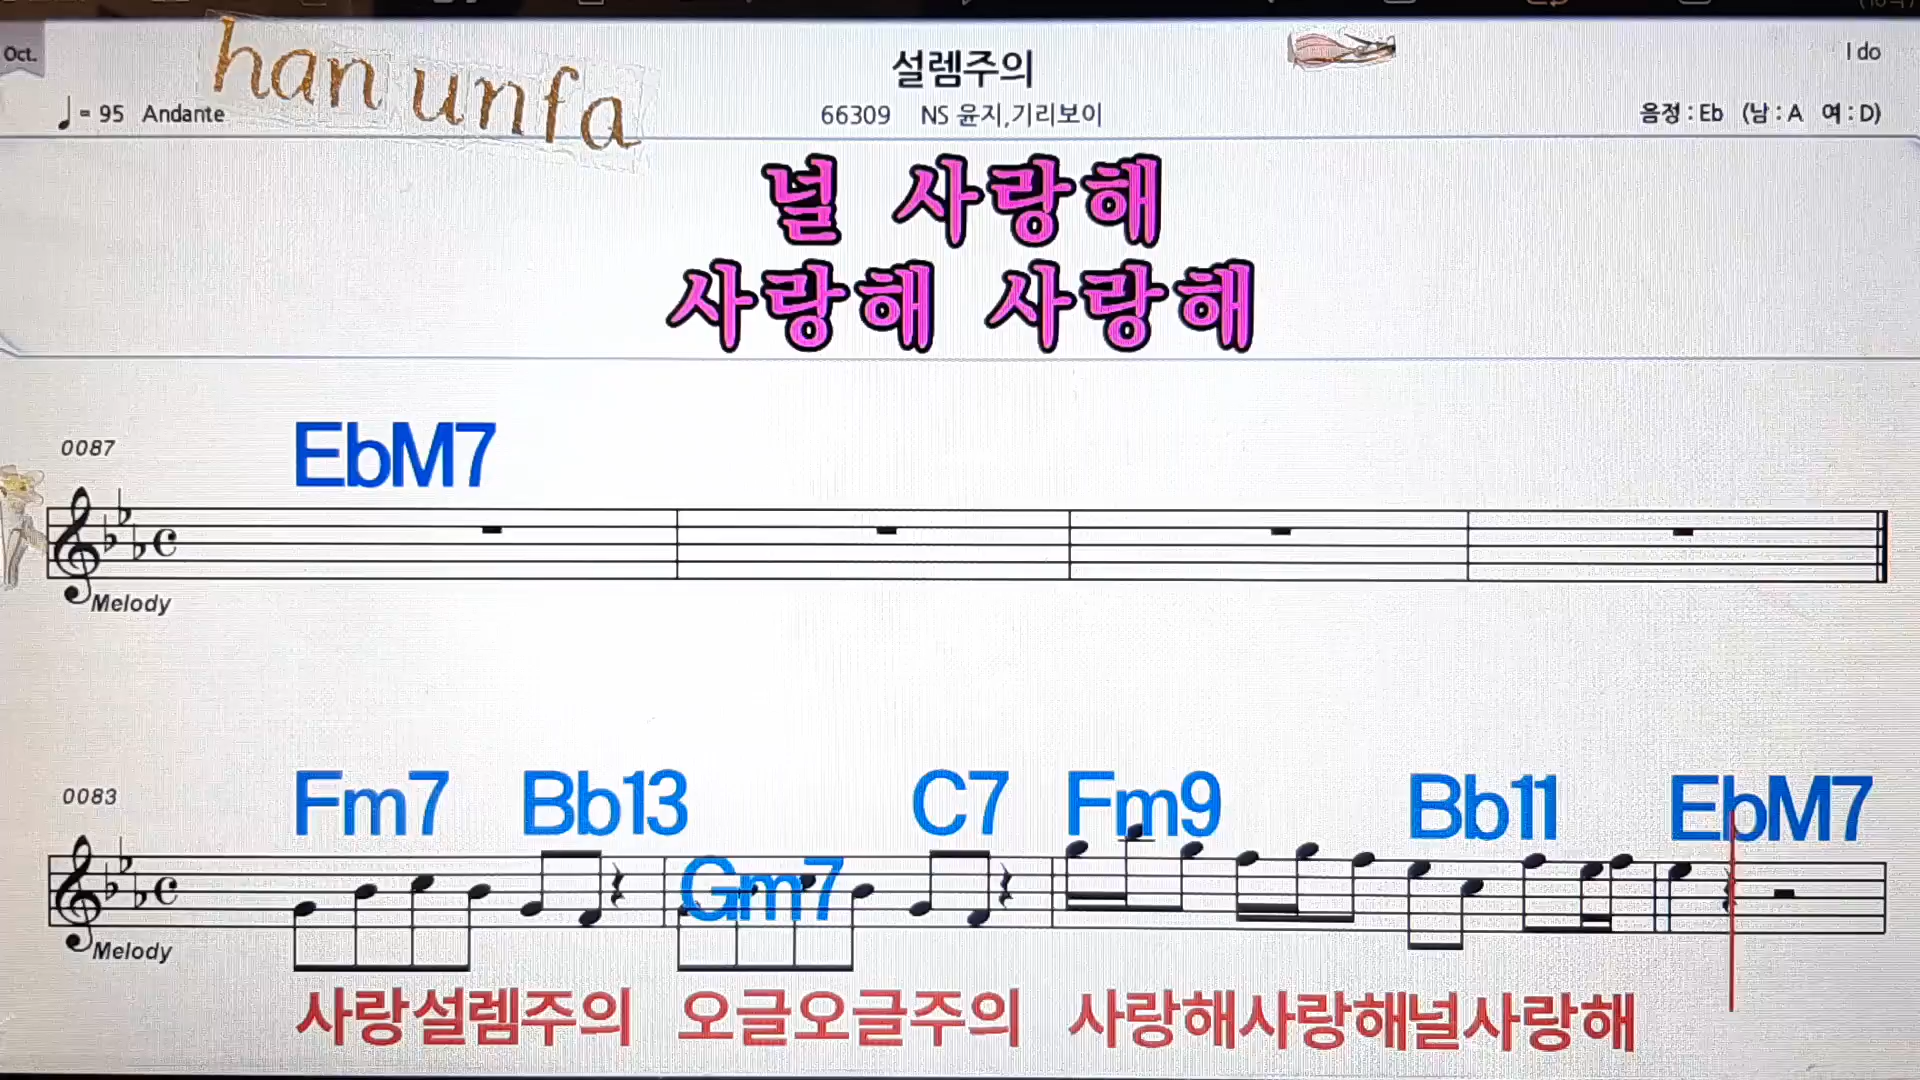 Oct.
han unfa
설렘주의
I do
♩= 95 Andante
66309 NS 윤지,기리보이
음정 : Eb (남 : A 여 : D)
널 사랑해
사랑해 사랑해
0087 EbM7
Melody
0083 Fm7 Bb13 Gm7 C7 Fm9 Bb11 EbM7
Melody
사랑설렘주의 오글오글주의 사랑해사랑해널사랑해